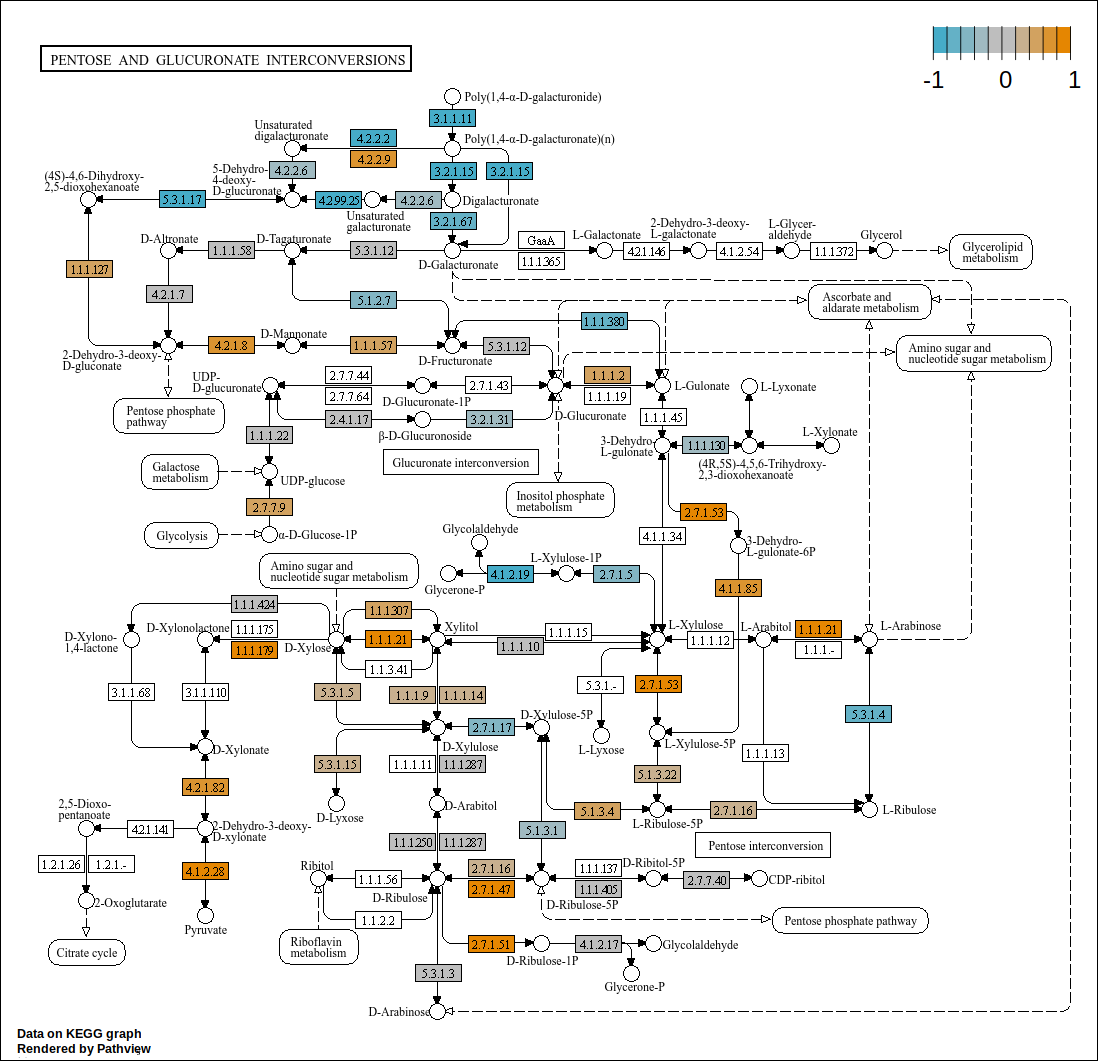 -1 0 1
PENTOSE AND GLUCURONATE INTERCONVERSIONS
Poly(1,4-α-D-galacturonide)
3.1.1.11
Unsaturated
digalacturonate
4.2.2.2
Poly(1,4-α-D-galacturonate)(n)
4.2.2.9
(4S)-4,6-Dihydroxy-
2,5-dioxohexanoate
5-Dehydro-
4-deoxy-
D-glucuronate
4.2.2.6
3.2.1.15
3.2.1.15
5.3.1.17
4.2.99.25
4.2.2.6
Digalacturonate
Unsaturated
galacturonate
3.2.1.67
D-Altronate
1.1.1.58
D-Tagaturonate
5.3.1.12
D-Galacturonate
GaaA
1.1.1.365
L-Galactonate
4.2.1.146
2-Dehydro-3-deoxy-
L-galactonate
4.1.2.54
L-Glycer-
aldehyde
1.1.1.372
Glycerol
Glycerolipid
metabolism
1.1.1.127
4.2.1.7
5.1.2.7
Ascorbate and
aldarate metabolism
1.1.1.380
2-Dehydro-3-deoxy-
D-gluconate
4.2.1.8
D-Mannonate
1.1.1.57
D-Fructuronate
5.3.1.12
Amino sugar and
nucleotide sugar metabolism
UDP-
D-glucuronate
2.7.7.44
2.7.7.64
D-Glucuronate-1P
2.7.1.43
1.1.1.2
1.1.1.19
D-Glucuronate
L-Gulonate
L-Lyxonate
Pentose phosphate
pathway
2.4.1.17
β-D-Glucuronoside
3.2.1.31
1.1.1.45
1.1.1.22
3-Dehydro-
L-gulonate
1.1.1.130
L-Xylonate
(4R,5S)-4,5,6-Trihydroxy-
2,3-dioxohexanoate
Glucuronate interconversion
Galactose
metabolism
UDP-glucose
Inositol phosphate
metabolism
2.7.7.9
2.7.1.53
Glycolysis
α-D-Glucose-1P
Glycolaldehyde
4.1.1.34
3-Dehydro-
L-gulonate-6P
Amino sugar and
nucleotide sugar metabolism
L-Xylulose-1P
4.1.2.19
2.7.1.5
Glycerone-P
4.1.1.85
1.1.1.424
1.1.1.307
D-Xylono-
1,4-lactone
D-Xylonolactone
1.1.1.175
1.1.1.179
D-Xylose
1.1.1.21
Xylitol
1.1.1.15
1.1.1.10
L-Xylulose
1.1.1.12
L-Arabitol
1.1.1.21
1.1.1.-
L-Arabinose
1.1.3.41
3.1.1.68
3.1.1.110
5.3.1.5
1.1.1.9
1.1.1.14
5.3.1.-
2.7.1.53
5.3.1.4
D-Xylonate
D-Xylulose
2.7.1.17
D-Xylulose-5P
L-Lyxose
L-Xylulose-5P
1.1.1.13
5.3.1.15
1.1.1.11
1.1.1.287
5.1.3.22
4.2.1.82
2,5-Dioxo-
pentanoate
D-Lyxose
D-Arabitol
5.1.3.4
L-Ribulose-5P
2.7.1.16
L-Ribulose
4.2.1.141
2-Dehydro-3-deoxy-
D-xylonate
5.1.3.1
1.1.1.250
1.1.1.287
Pentose interconversion
1.2.1.26
1.2.1.-
4.1.2.28
Ribitol
1.1.1.56
D-Ribulose
2.7.1.16
2.7.1.47
1.1.1.137
1.1.1.405
D-Ribulose-5P
D-Ribitol-5P
2.7.7.40
CDP-ribitol
2-Oxoglutarate
Pyruvate
1.1.2.2
Pentose phosphate pathway
Citrate cycle
Riboflavin
metabolism
2.7.1.51
D-Ribulose-1P
4.1.2.17
Glycolaldehyde
5.3.1.3
Glycerone-P
D-Arabinose
Data on KEGG graph
Rendered by Pathview